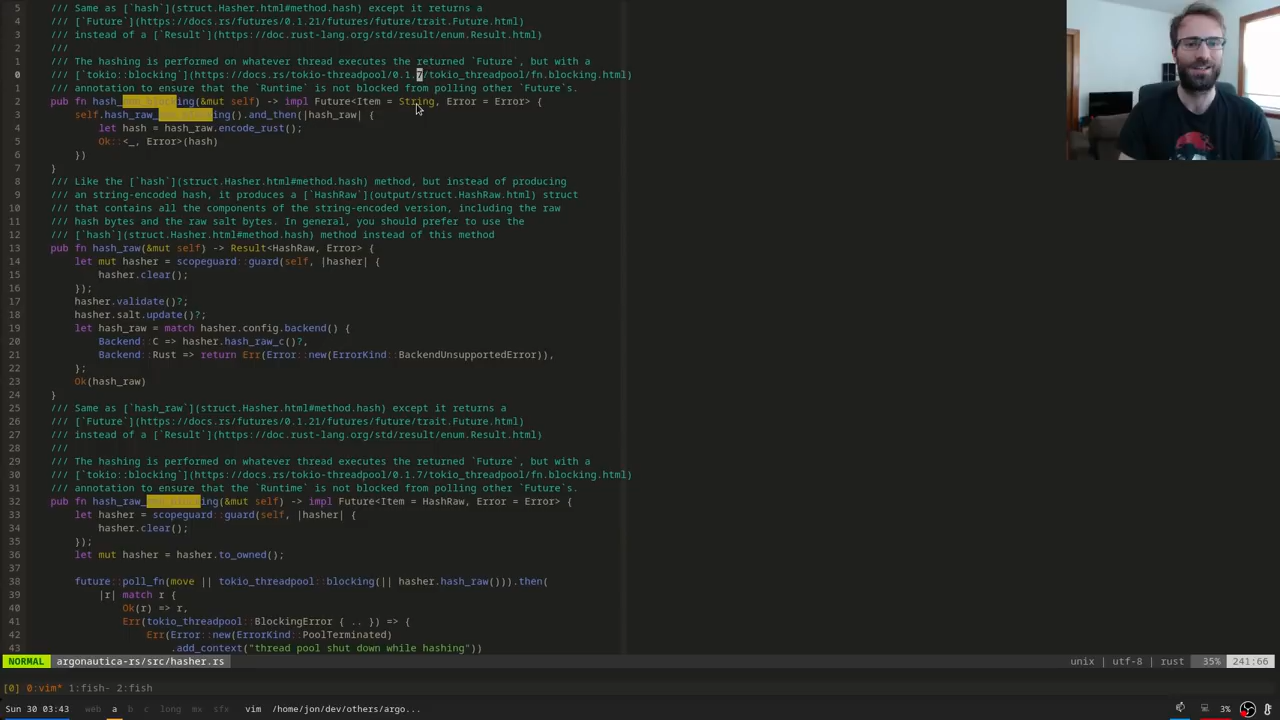 5 /// Same as [`hash`](struct.Hasher.html#method.hash) except it returns a
4 /// [`Future`](https://docs.rs/futures/0.1.21/futures/future/trait.Future.html)
3 /// instead of a [`Result`](https://doc.rust-lang.org/std/result/enum.Result.html)
2 ///
1 /// The hashing is performed on whatever thread executes the returned `Future`, but with a
0 /// [`tokio::blocking`](https://docs.rs/tokio-threadpool/0.1.7/tokio_threadpool/fn.blocking.html)
1 /// annotation to ensure that the `Runtime` is not blocked from polling other `Future`s.
2 pub fn hash_non_blocking(&mut self) -> impl Future<Item = String, Error = Error> {
3 self.hash_raw_non_blocking().and_then(|hash_raw| {
4 let hash = hash_raw.encode_rust();
5 Ok::<_, Error>(hash)
6 })
7 }
8 /// Like the [`hash`](struct.Hasher.html#method.hash) method, but instead of producing
9 /// an string-encoded hash, it produces a [`HashRaw`](output/struct.HashRaw.html) struct
10 /// that contains all the components of the string-encoded version, including the raw
11 /// hash bytes and the raw salt bytes. In general, you should prefer to use the
12 /// [`hash`](struct.Hasher.html#method.hash) method instead of this method
13 pub fn hash_raw(&mut self) -> Result<HashRaw, Error> {
14 let mut hasher = scopeguard::guard(self, |hasher| {
15 hasher.clear();
16 });
17 hasher.validate()?;
18 hasher.salt.update()?;
19 let hash_raw = match hasher.config.backend() {
20 Backend::C => hasher.hash_raw_c()?,
21 Backend::Rust => return Err(Error::new(ErrorKind::BackendUnsupportedError)),
22 };
23 Ok(hash_raw)
24 }
25 /// Same as [`hash_raw`](struct.Hasher.html#method.hash) except it returns a
26 /// [`Future`](https://docs.rs/futures/0.1.21/futures/future/trait.Future.html)
27 /// instead of a [`Result`](https://doc.rust-lang.org/std/result/enum.Result.html)
28 ///
29 /// The hashing is performed on whatever thread executes the returned `Future`, but with a
30 /// [`tokio::blocking`](https://docs.rs/tokio-threadpool/0.1.7/tokio_threadpool/fn.blocking.html)
31 /// annotation to ensure that the `Runtime` is not blocked from polling other `Future`s.
32 pub fn hash_raw_non_blocking(&mut self) -> impl Future<Item = HashRaw, Error = Error> {
33 let hasher = scopeguard::guard(self, |hasher| {
34 hasher.clear();
35 });
36 let mut hasher = hasher.to_owned();
37
38 future::poll_fn(move || tokio_threadpool::blocking(|| hasher.hash_raw())).then(
39 |r| match r {
40 Ok(r) => r,
41 Err(tokio_threadpool::BlockingError { .. }) => {
42 Err(Error::new(ErrorKind::PoolTerminated)
43 .add_context("thread pool shut down while hashing"))
NORMAL argonautica-rs/src/hasher.rs unix | utf-8 | rust 35% 241:66
[0] 0:vim* 1:fish- 2:fish
Sun 30 03:43 web a b c long mx sfx vim /home/jon/dev/others/argo... 3%